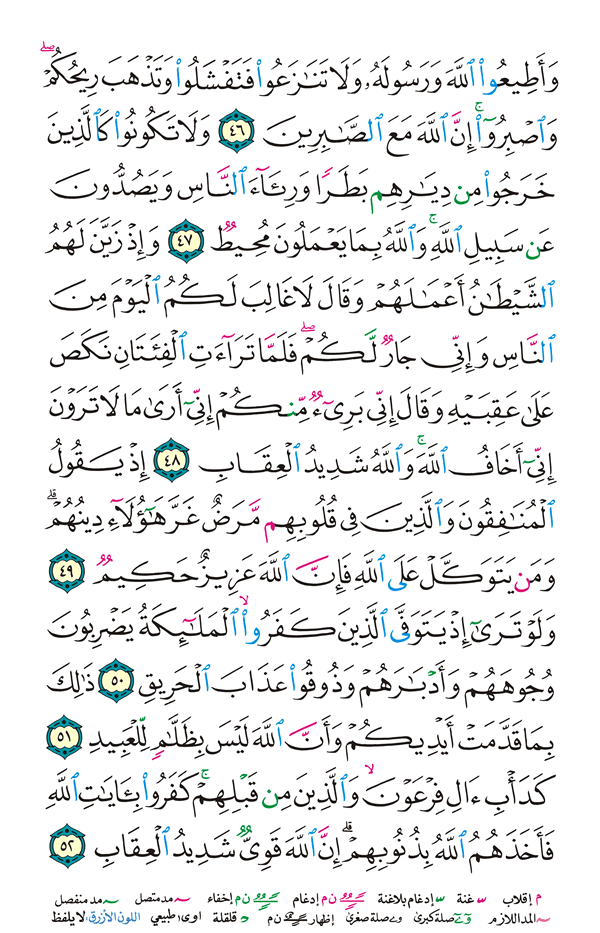 وَأَطِيعُوا۟ ٱللَّهَ وَرَسُولَهُۥ وَلَا تَنَٰزَعُوا۟ فَتَفْشَلُوا۟ وَتَذْهَبَ رِيحُكُمْ ۖ
وَٱصْبِرُوٓا۟ ۚ إِنَّ ٱللَّهَ مَعَ ٱلصَّٰبِرِينَ ٤٦ وَلَا تَكُونُوا۟ كَٱلَّذِينَ
خَرَجُوا۟ مِن دِيَٰرِهِم بَطَرًا وَرِئَآءَ ٱلنَّاسِ وَيَصُدُّونَ
عَن سَبِيلِ ٱللَّهِ ۚ وَٱللَّهُ بِمَا يَعْمَلُونَ مُحِيطٌ ٤٧ وَإِذْ زَيَّنَ لَهُمُ
ٱلشَّيْطَٰنُ أَعْمَٰلَهُمْ وَقَالَ لَا غَالِبَ لَكُمُ ٱلْيَوْمَ مِنَ
ٱلنَّاسِ وَإِنِّى جَارٌ لَّكُمْ ۖ فَلَمَّا تَرَآءَتِ ٱلْفِئَتَانِ نَكَصَ
عَلَىٰ عَقِبَيْهِ وَقَالَ إِنِّى بَرِىٓءٌ مِّنكُمْ إِنِّىٓ أَرَىٰ مَا لَا تَرَوْنَ
إِنِّىٓ أَخَافُ ٱللَّهَ ۚ وَٱللَّهُ شَدِيدُ ٱلْعِقَابِ ٤٨ إِذْ يَقُولُ
ٱلْمُنَٰفِقُونَ وَٱلَّذِينَ فِى قُلُوبِهِم مَّرَضٌ غَرَّ هَٰٓؤُلَآءِ دِينُهُمْ ۗ
وَمَن يَتَوَكَّلْ عَلَى ٱللَّهِ فَإِنَّ ٱللَّهَ عَزِيزٌ حَكِيمٌ ٤٩
وَلَوْ تَرَىٰٓ إِذْ يَتَوَفَّى ٱلَّذِينَ كَفَرُوا۟ ۙ ٱلْمَلَٰٓئِكَةُ يَضْرِبُونَ
وُجُوهَهُمْ وَأَدْبَٰرَهُمْ وَذُوقُوا۟ عَذَابَ ٱلْحَرِيقِ ٥٠ ذَٰلِكَ
بِمَا قَدَّمَتْ أَيْدِيكُمْ وَأَنَّ ٱللَّهَ لَيْسَ بِظَلَّٰمٍ لِّلْعَبِيدِ ٥١
كَدَأْبِ ءَالِ فِرْعَوْنَ ۙ وَٱلَّذِينَ مِن قَبْلِهِمْ ۚ كَفَرُوا۟ بِـَٔايَٰتِ ٱللَّهِ
فَأَخَذَهُمُ ٱللَّهُ بِذُنُوبِهِمْ ۗ إِنَّ ٱللَّهَ قَوِىٌّ شَدِيدُ ٱلْعِقَابِ ٥٢
م إقلاب غنة إدغام بلاغنة ن م إدغام ن م إخفاء مد متصل مد منفصل
المد اللازم صلة كبرى صلة صغرى إظهار ن م د قلقلة اوى: طبيعي اللون الأزرق: لا يلفظ